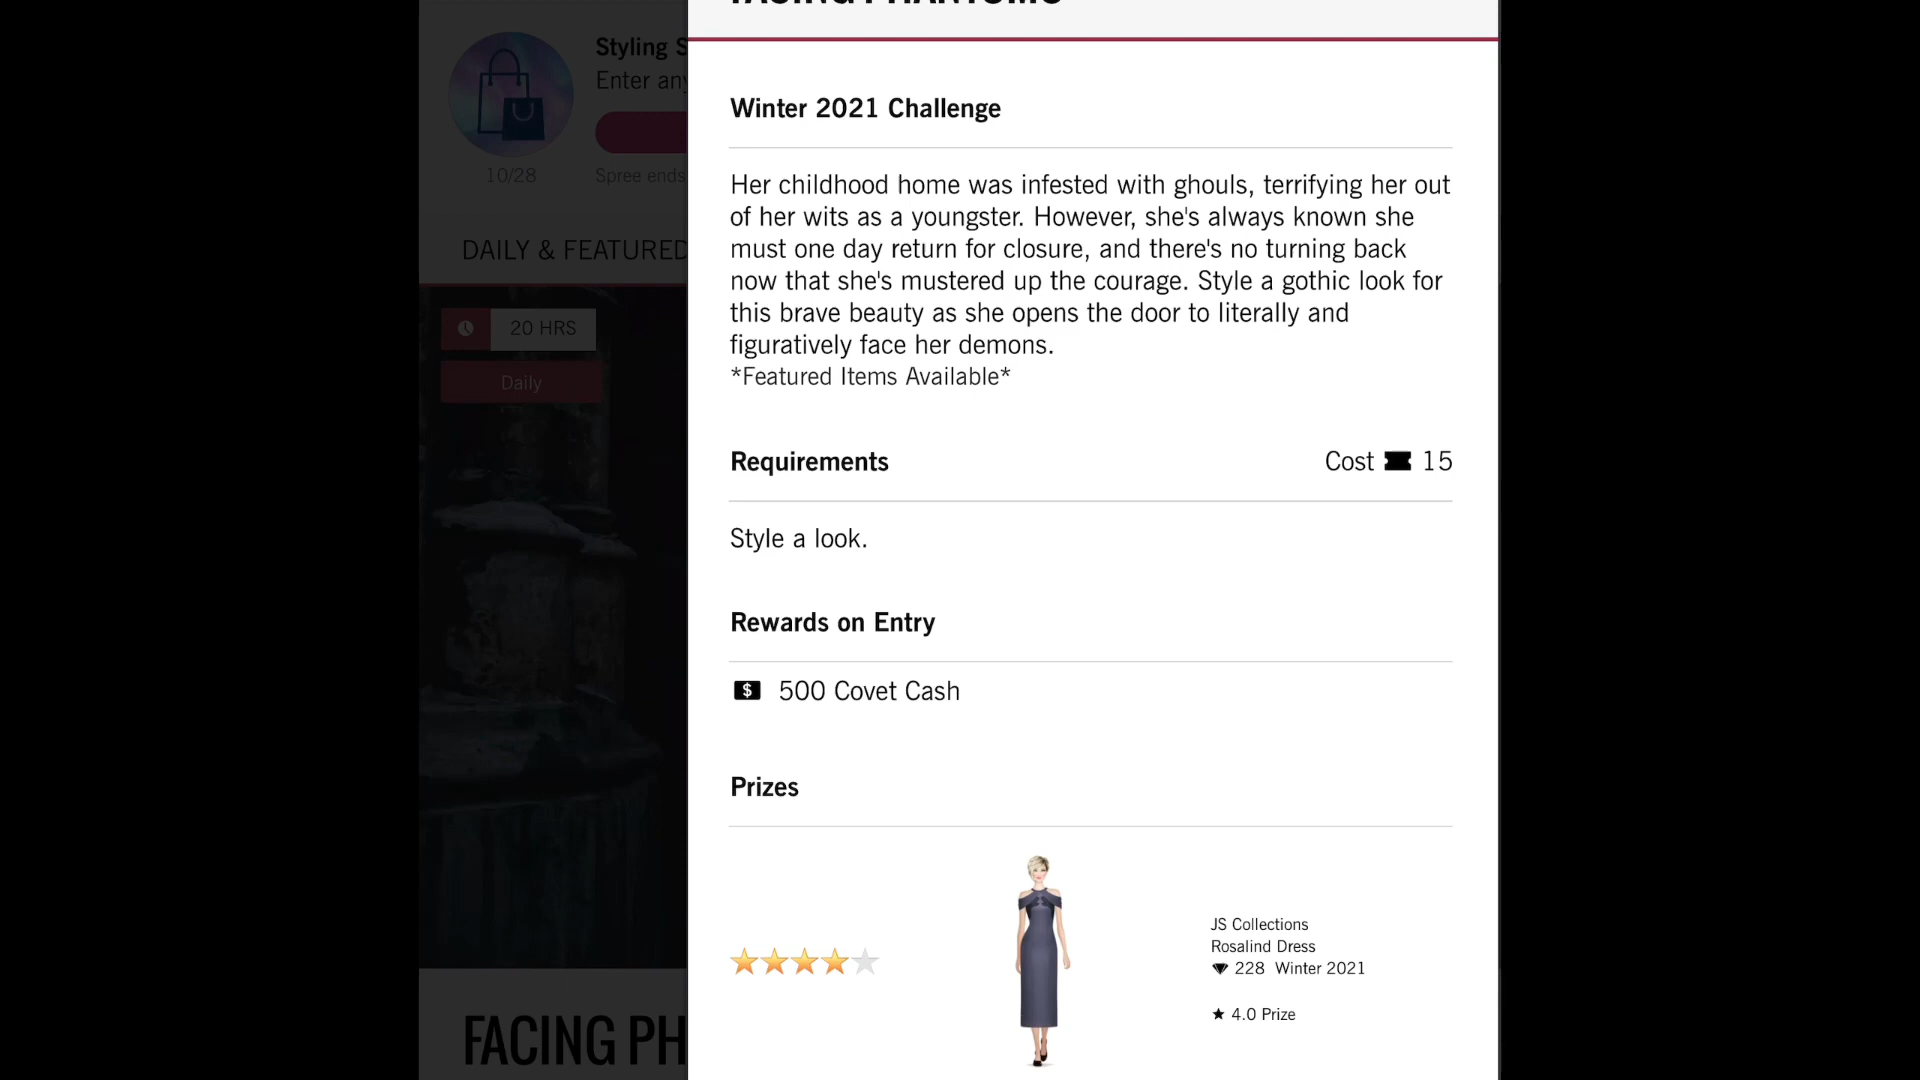 FACING PHANTOMS
Styling S
Enter any
10/28
Spree ends
DAILY & FEATURED
20 HRS
Daily
FACING PH
Winter 2021 Challenge
Her childhood home was infested with ghouls, terrifying her out
of her wits as a youngster. However, she's always known she
must one day return for closure, and there's no turning back
now that she's mustered up the courage. Style a gothic look for
this brave beauty as she opens the door to literally and
figuratively face her demons.
*Featured Items Available*
Requirements
Cost 15
Style a look.
Rewards on Entry
$ 500 Covet Cash
Prizes
JS Collections
Rosalind Dress
228 Winter 2021
★ 4.0 Prize